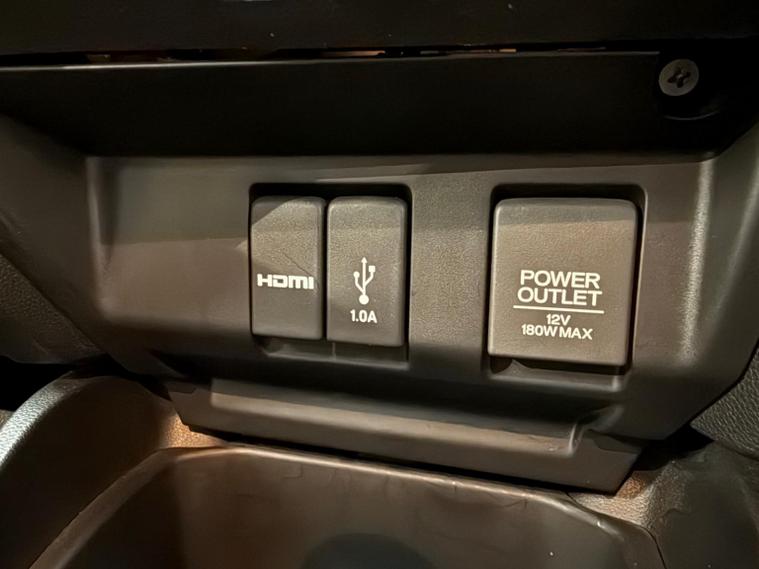 HDMI
1.0A
POWER
OUTLET
12V
180W MAX